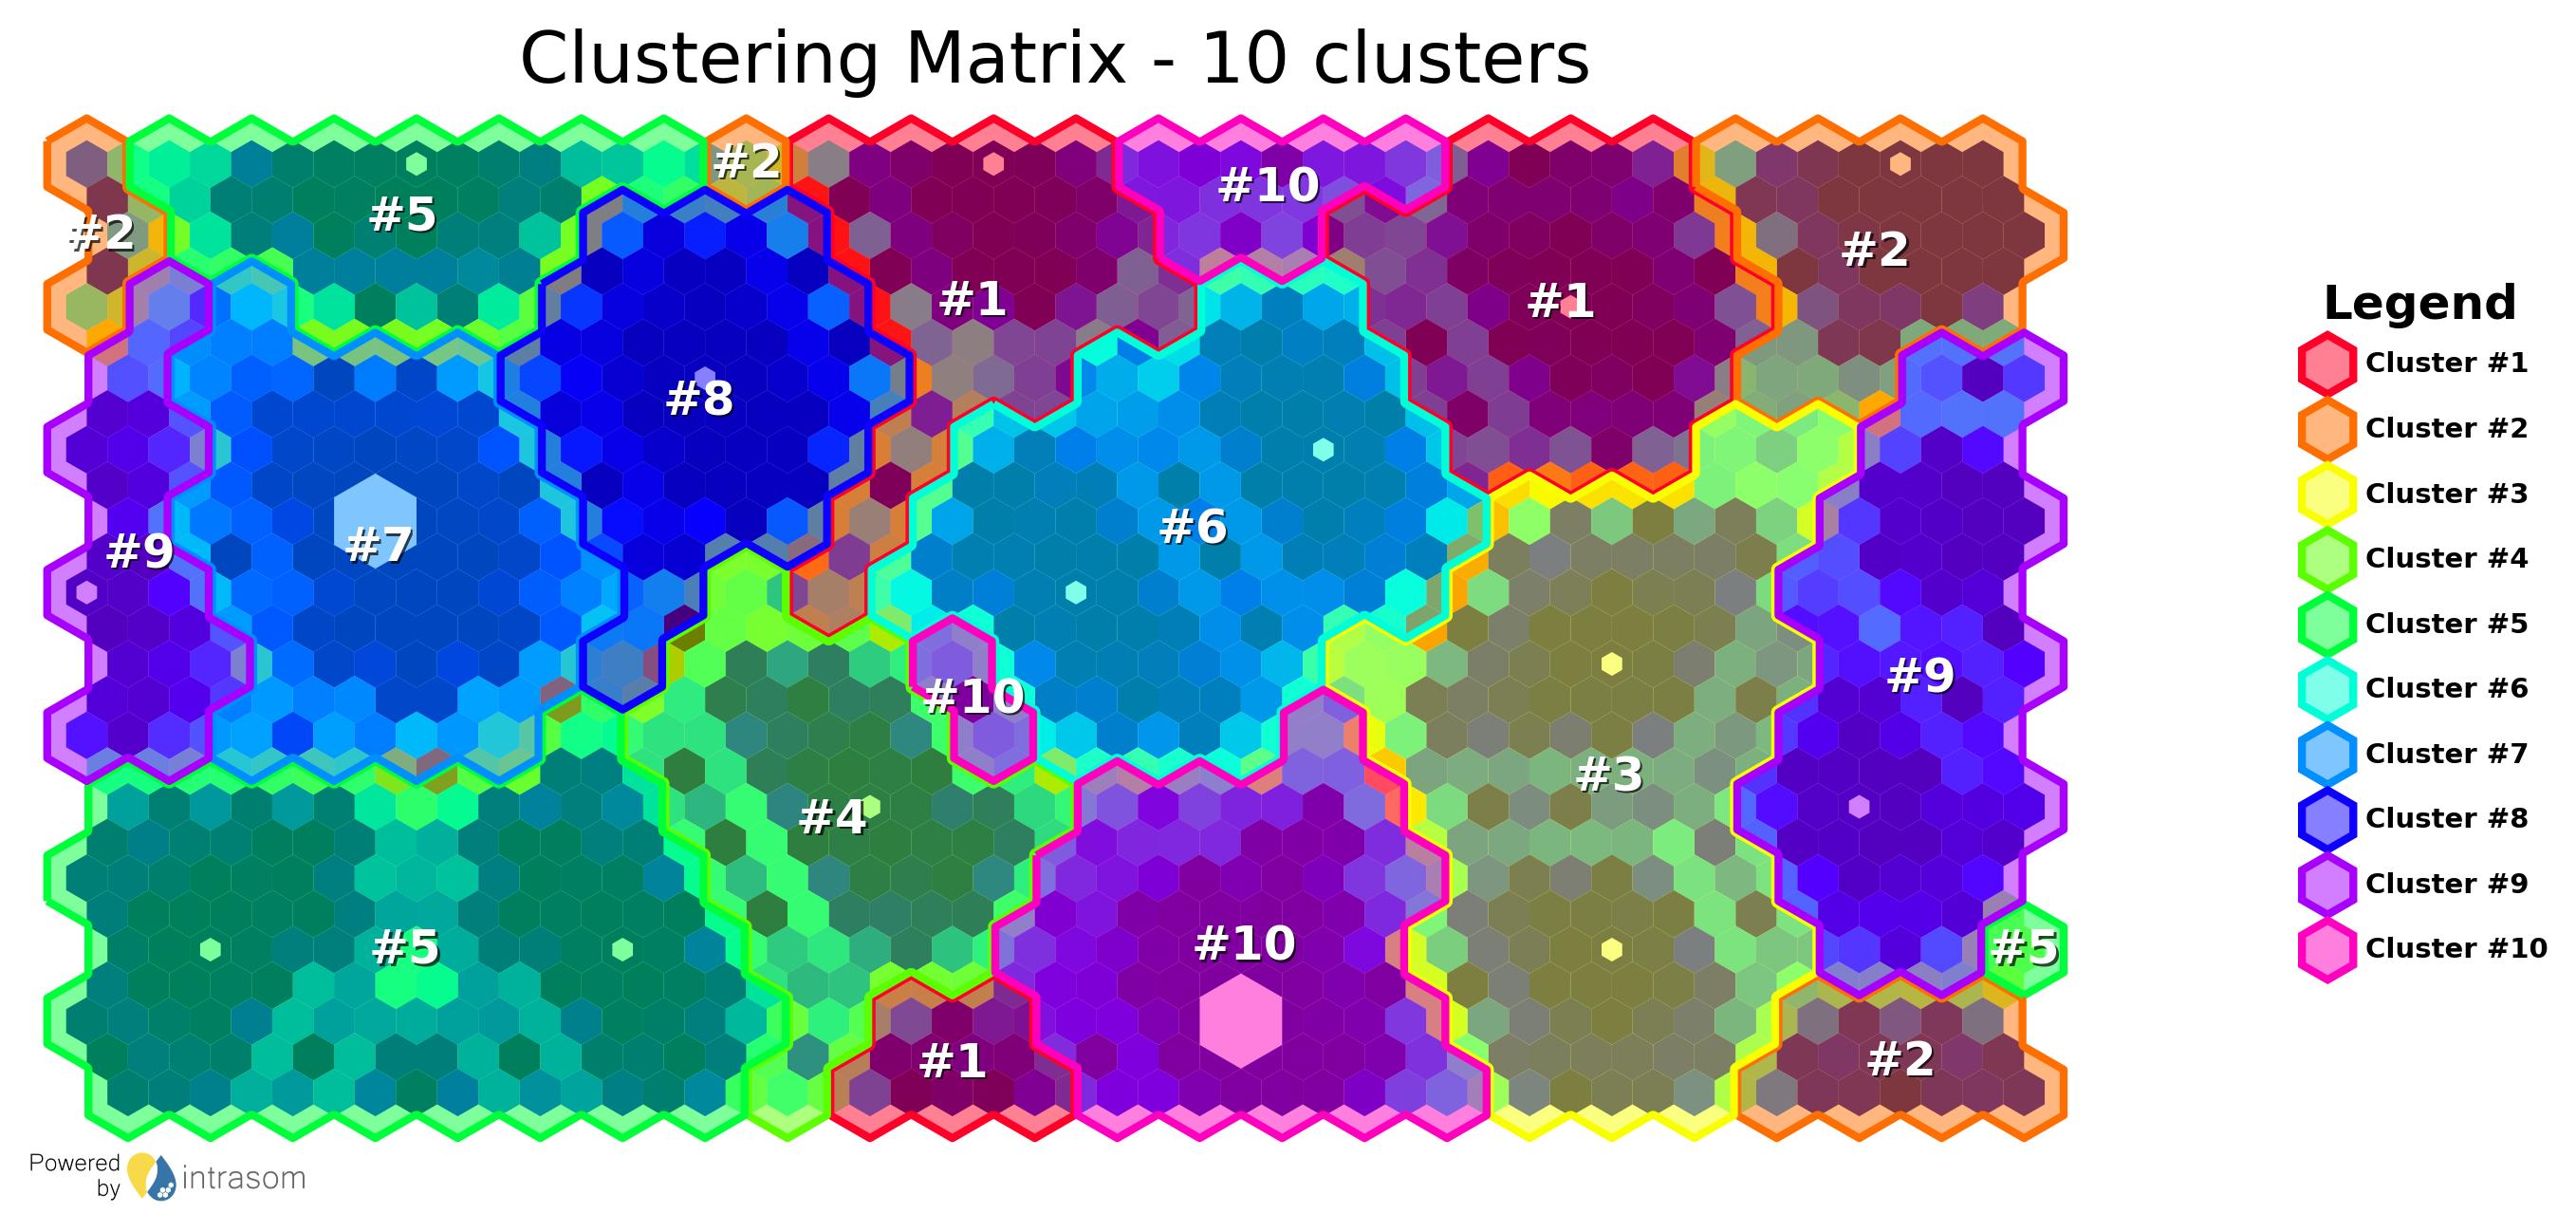 Clustering Matrix - 10 clusters
#2
#10
#5
#2
#2
#1
#1
#8
#6
#7
#9
#9
#10
#3
#4
#5
#10
#5
#1
#2
Legend
Cluster #1
Cluster #2
Cluster #3
Cluster #4
Cluster #5
Cluster #6
Cluster #7
Cluster #8
Cluster #9
Cluster #10
Powered
by
intrasom